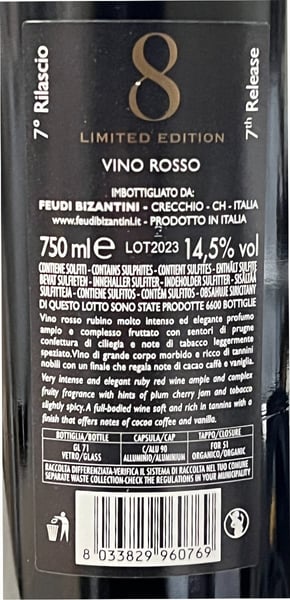 7° Rilascio
8
7th Release
LIMITED EDITION
VINO ROSSO
IMBOTTIGLIATO DA:
FEUDI BIZANTINI - CRECCHIO - CH - ITALIA
www.feudibizantini.it - PRODOTTO IN ITALIA
750 ml e LOT2023 14,5% vol
CONTIENE SOLFITI - CONTAINS SULPHITES - CONTIENT SULFITES - ENTHÄLT SULFITE
BEVAT SULFIETEN - INNEHALLER SULFITER - INDEHOLDER SULFITER - SKÄLAA
SULFIITEJA - CONTIENE SULFITOS - CONTÉM SULFITOS - OBSAHUJE SIRICITANY
DI QUESTO LOTTO SONO STATE PRODOTTE 6600 BOTTIGLIE
Vino rosso rubino molto intenso ed elegante profumo
ampio e complesso fruttato con sentori di prugne
confettura di ciliegia e note di tabacco leggermente
speziato.Vino di grande corpo morbido e ricco di tannini
nobili con un finale che regala note di cacao caffè e vaniglia.
Very intense and elegant ruby red wine ample and complex
fruity fragrance with hints of plum cherry jam and tobacco
slightly spicy. A full-bodied wine soft and rich in tannins with a
finish that offers notes of cocoa coffee and vanilla.
BOTTIGLIA/BOTTLE CAPSULA/CAP TAPPO/CLOSURE
GL 71 C/ALU 90 FOR 51
VETRO/GLASS ALLUMINIO/ALUMINIUM ORGANICO/ORGANIC
RACCOLTA DIFFERENZIATA-VERIFICA IL SISTEMA DI RACCOLTA NEL TUO COMUNE
SEPARATE WASTE COLLECTION-CHECK THE REGULATIONS IN YOUR MUNICIPALITY
8 033829 960769